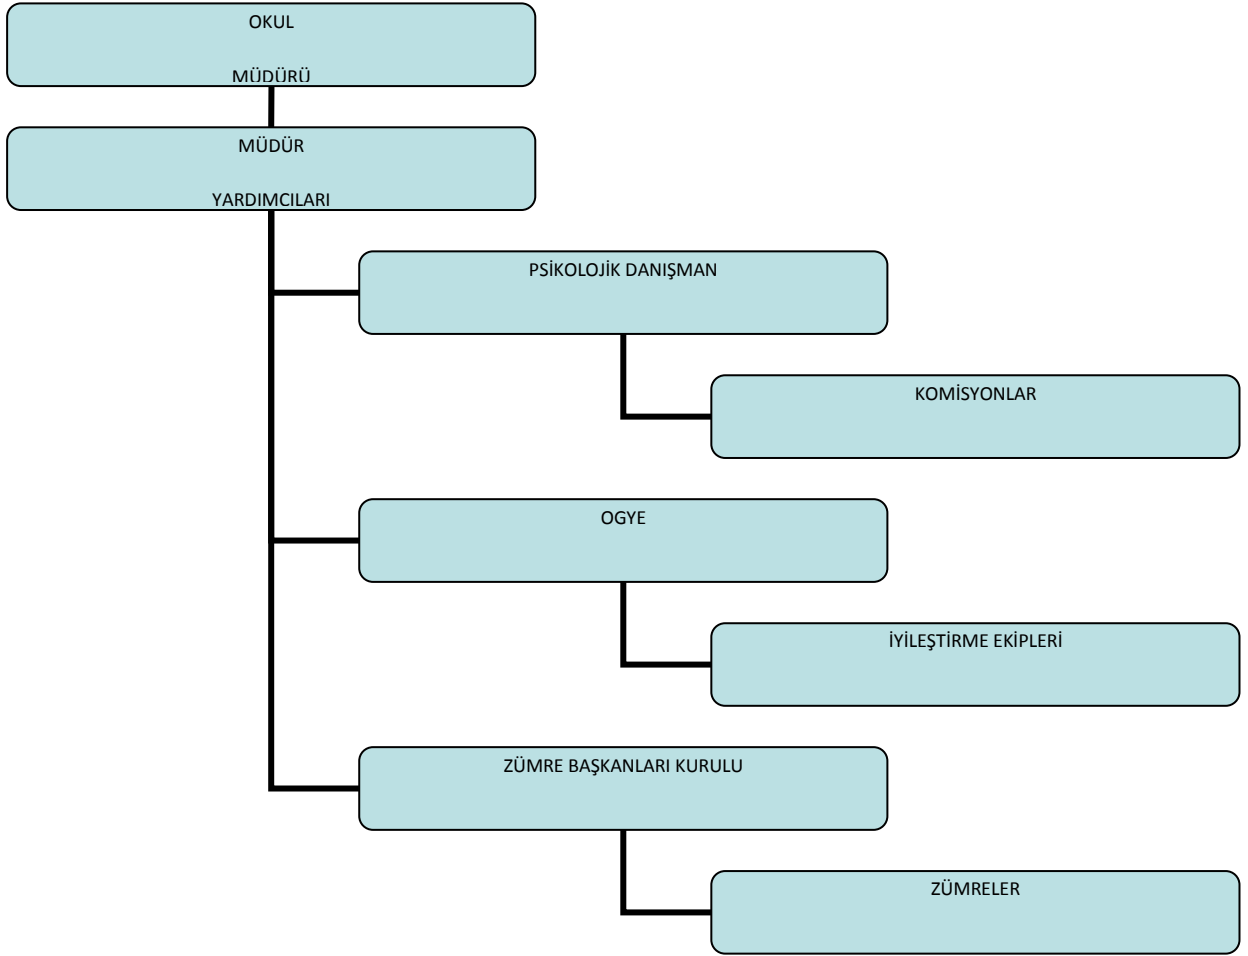 OKUL
MÜDÜRÜ
MÜDÜR
YARDIMCILARI
PSİKOLOJİK DANIŞMAN
KOMİSYONLAR
OGYE
İYİLEŞTİRME EKİPLERİ
ZÜMRE BAŞKANLARI KURULU
ZÜMRELER